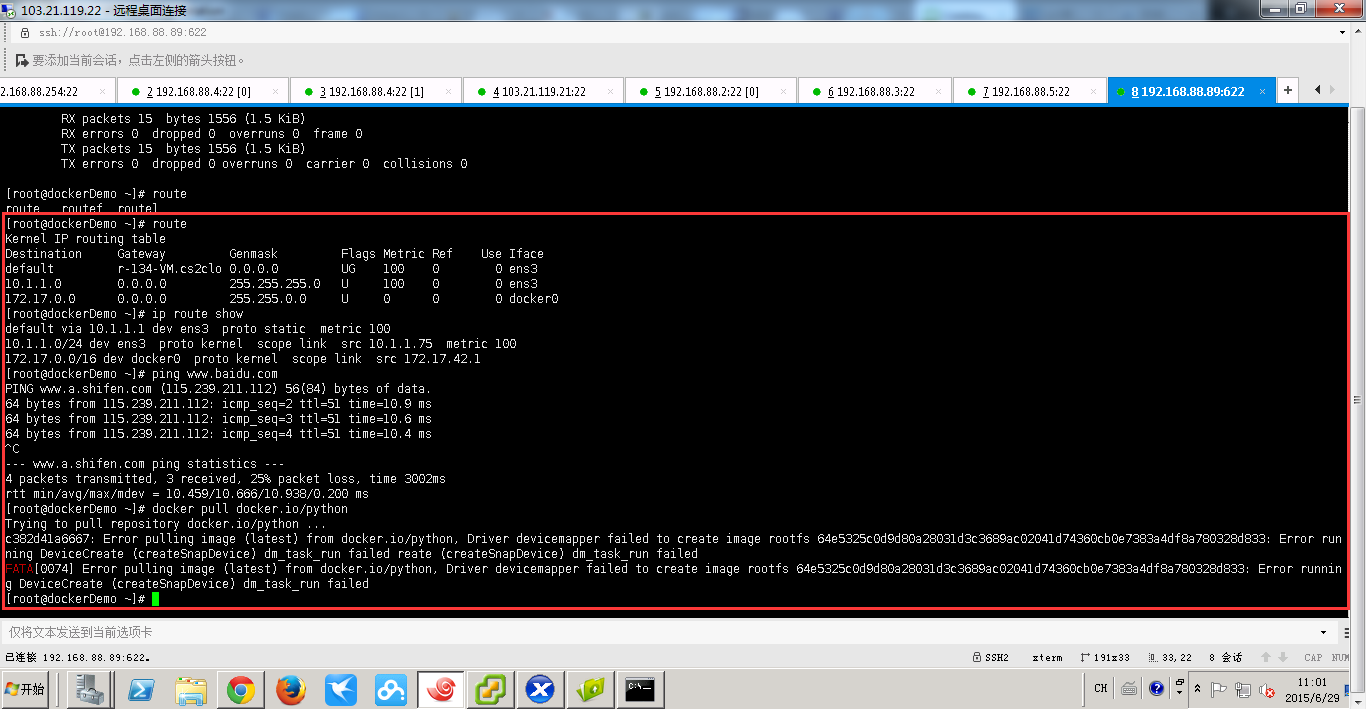 103.21.119.22 - 远程桌面连接
ssh://root@192.168.88.89:622
要添加当前会话，点击左侧的箭头按钮。
2.168.88.254:22
2 192.168.88.4:22 [0]
3 192.168.88.4:22 [1]
4 103.21.119.21:22
5 192.168.88.2:22 [0]
6 192.168.88.3:22
7 192.168.88.5:22
8 192.168.88.89:622
RX packets 15  bytes 1556 (1.5 KiB)
RX errors 0  dropped 0  overruns 0  frame 0
TX packets 15  bytes 1556 (1.5 KiB)
TX errors 0  dropped 0 overruns 0  carrier 0  collisions 0
[root@dockerDemo ~]# route
route   routef  routel
[root@dockerDemo ~]# route
Kernel IP routing table
Destination     Gateway         Genmask         Flags Metric Ref    Use Iface
default         r-134-VM.cs2clo 0.0.0.0         UG    100    0        0 ens3
10.1.1.0        0.0.0.0         255.255.255.0   U     100    0        0 ens3
172.17.0.0      0.0.0.0         255.255.0.0     U     0      0        0 docker0
[root@dockerDemo ~]# ip route show
default via 10.1.1.1 dev ens3  proto static  metric 100
10.1.1.0/24 dev ens3  proto kernel  scope link  src 10.1.1.75  metric 100
172.17.0.0/16 dev docker0  proto kernel  scope link  src 172.17.42.1
[root@dockerDemo ~]# ping www.baidu.com
PING www.a.shifen.com (115.239.211.112) 56(84) bytes of data.
64 bytes from 115.239.211.112: icmp_seq=2 ttl=51 time=10.9 ms
64 bytes from 115.239.211.112: icmp_seq=3 ttl=51 time=10.6 ms
64 bytes from 115.239.211.112: icmp_seq=4 ttl=51 time=10.4 ms
^C
--- www.a.shifen.com ping statistics ---
4 packets transmitted, 3 received, 25% packet loss, time 3002ms
rtt min/avg/max/mdev = 10.459/10.666/10.938/0.200 ms
[root@dockerDemo ~]# docker pull docker.io/python
Trying to pull repository docker.io/python ...
c382d41a6667: Error pulling image (latest) from docker.io/python, Driver devicemapper failed to create image rootfs 64e5325c0d9d80a28031d3c3689ac02041d74360cb0e7383a4df8a780328d833: Error run
ning DeviceCreate (createSnapDevice) dm_task_run failed reate (createSnapDevice) dm_task_run failed
FATA[0074] Error pulling image (latest) from docker.io/python, Driver devicemapper failed to create image rootfs 64e5325c0d9d80a28031d3c3689ac02041d74360cb0e7383a4df8a780328d833: Error runnin
g DeviceCreate (createSnapDevice) dm_task_run failed
[root@dockerDemo ~]#
仅将文本发送到当前选项卡
已连接 192.168.88.89:622。
SSH2
xterm
191x33
33,22
8 会话
CAP
NUM
开始
C:\_
CH
11:01
2015/6/29